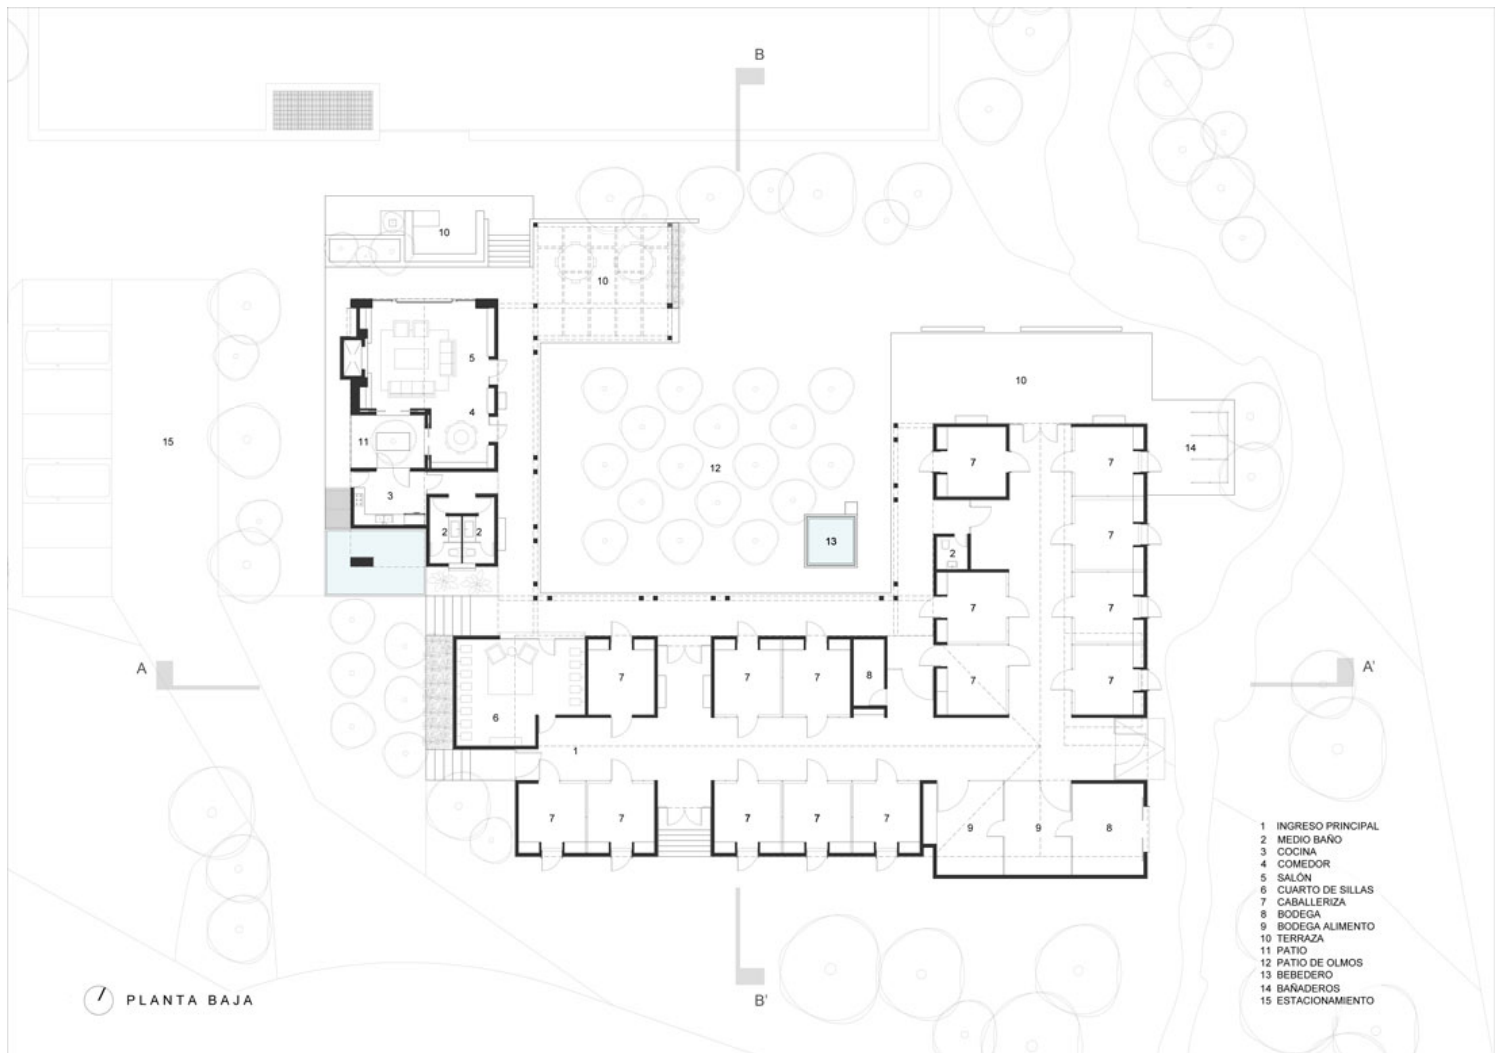 B
10
10
5
4
11
15
3
2
2
10
12
7
7
14
13
2
7
7
7
A
A'
6
7
7
7
8
7
7
1
7
7
7
7
7
9
9
8
1 INGRESO PRINCIPAL
2 MEDIO BAÑO
3 COCINA
4 COMEDOR
5 SALÓN
6 CUARTO DE SILLAS
7 CABALLERIZA
8 BODEGA
9 BODEGA ALIMENTO
10 TERRAZA
11 PATIO
12 PATIO DE OLMOS
13 BEBEDERO
14 BAÑADEROS
15 ESTACIONAMIENTO
PLANTA BAJA
B'